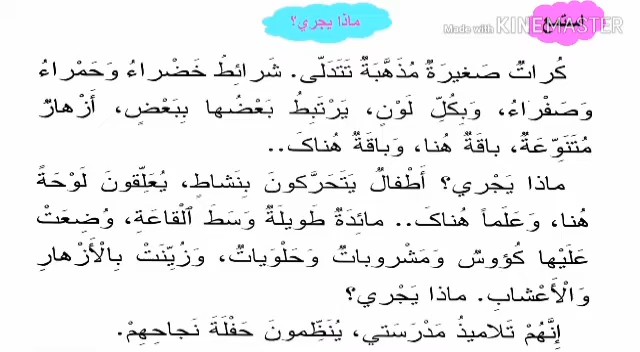 أستمع
ماذا يجري؟
Made with KINEMASTER
كُراتٌ صَغيرَةٌ مُذَهَّبَةٌ تَتَدَلّى. شَرائِطُ خَضْراءُ وَحَمْراءُ
وَصَفْراءُ، وَبِكُلِّ لَوْنٍ، يَرْتَبِطُ بَعْضُها بِبَعْضٍ، أَزْهارٌ
مُتَنَوِّعَةٌ، باقَةٌ هُنا، وَباقَةٌ هُناكَ..
ماذا يَجْري؟ أَطْفالٌ يَتَحَرَّكونَ بِنَشاطٍ، يُعَلِّقونَ لَوْحَةً
هُنا، وَعَلَماً هُناكَ.. مائِدَةٌ طَويلَةٌ وَسَطَ اَلْقاعَةِ، وُضِعَتْ
عَلَيْها كُؤوسٌ وَمَشْروباتٌ وَحَلْوَياتٌ، وَزُيِّنَتْ بِالْأَزْهارِ
وَالْأَعْشابِ. ماذا يَجْري؟
إِنَّهُمْ تَلاميذُ مَدْرَسَتي، يُنَظِّمونَ حَفْلَةَ نَجاحِهِمْ.